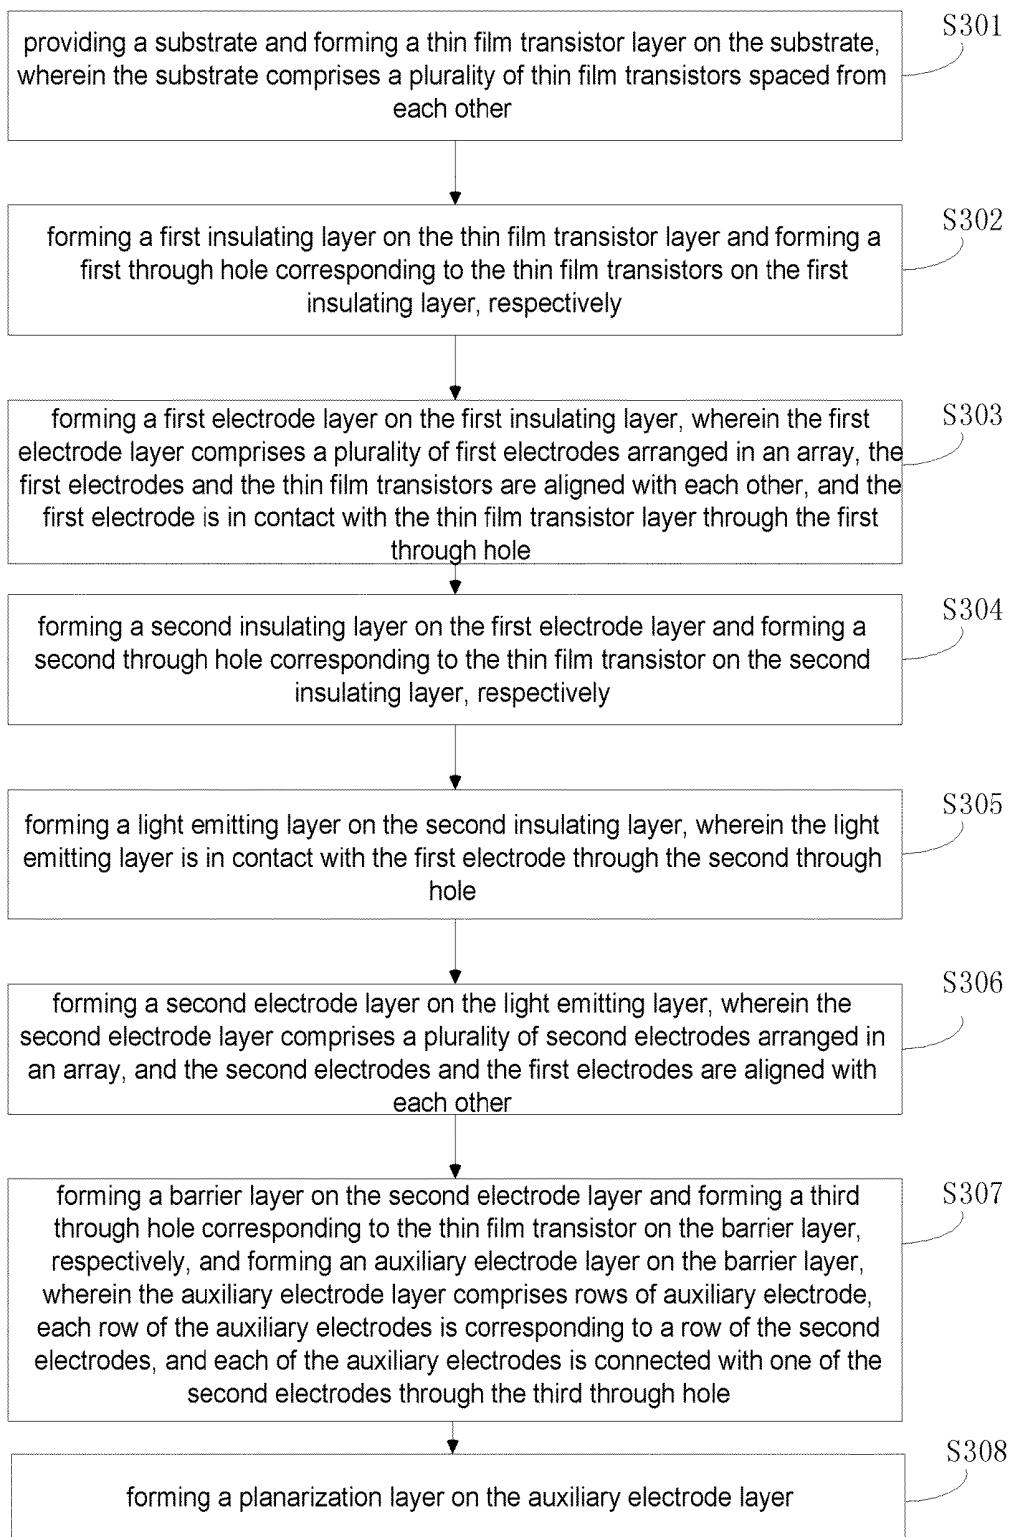 S301
providing a substrate and forming a thin film transistor layer on the substrate,
wherein the substrate comprises a plurality of thin film transistors spaced from
each other
S302
forming a first insulating layer on the thin film transistor layer and forming a
first through hole corresponding to the thin film transistors on the first
insulating layer, respectively
S303
forming a first electrode layer on the first insulating layer, wherein the first
electrode layer comprises a plurality of first electrodes arranged in an array, the
first electrodes and the thin film transistors are aligned with each other, and the
first electrode is in contact with the thin film transistor layer through the first
through hole
S304
forming a second insulating layer on the first electrode layer and forming a
second through hole corresponding to the thin film transistor on the second
insulating layer, respectively
S305
forming a light emitting layer on the second insulating layer, wherein the light
emitting layer is in contact with the first electrode through the second through
hole
S306
forming a second electrode layer on the light emitting layer, wherein the
second electrode layer comprises a plurality of second electrodes arranged in
an array, and the second electrodes and the first electrodes are aligned with
each other
S307
forming a barrier layer on the second electrode layer and forming a third
through hole corresponding to the thin film transistor on the barrier layer,
respectively, and forming an auxiliary electrode layer on the barrier layer,
wherein the auxiliary electrode layer comprises rows of auxiliary electrode,
each row of the auxiliary electrodes is corresponding to a row of the second
electrodes, and each of the auxiliary electrodes is connected with one of the
second electrodes through the third through hole
S308
forming a planarization layer on the auxiliary electrode layer